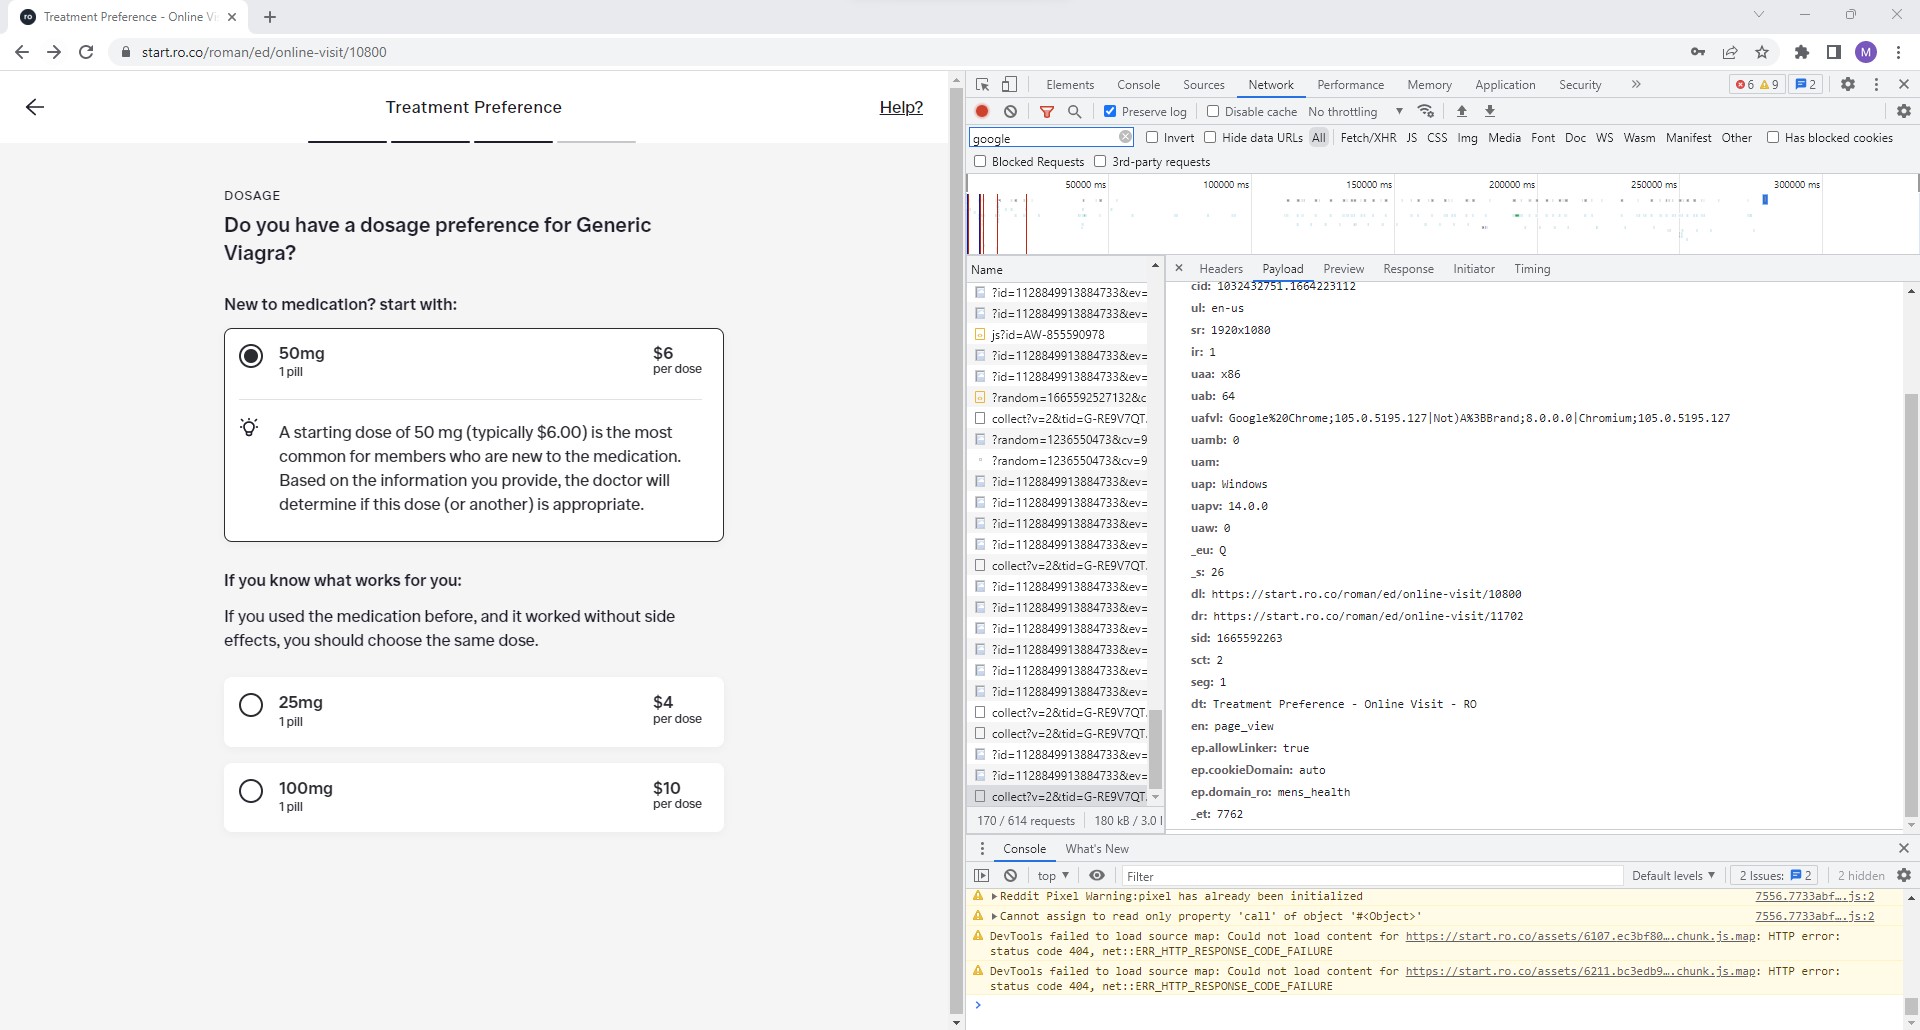 ro Treatment Preference - Online Vi
start.ro.co/roman/ed/online-visit/10800
M
Treatment Preference
Help?
DOSAGE
Do you have a dosage preference for Generic
Viagra?
New to medication? start with:
50mg
1 pill
$6
per dose
A starting dose of 50 mg (typically $6.00) is the most
common for members who are new to the medication.
Based on the information you provide, the doctor will
determine if this dose (or another) is appropriate.
If you know what works for you:
If you used the medication before, and it worked without side
effects, you should choose the same dose.
25mg
1 pill
$4
per dose
100mg
1 pill
$10
per dose
Elements Console Sources Network Performance Memory Application Security 6 9 2
Preserve log Disable cache No throttling
google Invert Hide data URLs All Fetch/XHR JS CSS Img Media Font Doc WS Wasm Manifest Other Has blocked cookies
Blocked Requests 3rd-party requests
50000 ms 100000 ms 150000 ms 200000 ms 250000 ms 300000 ms
Name
?id=1128849913884733&ev=
?id=1128849913884733&ev=
js?id=AW-855590978
?id=1128849913884733&ev=
?id=1128849913884733&ev=
?random=1665592527132&c
collect?v=2&tid=G-RE9V7QT.
?random=1236550473&cv=9
?random=1236550473&cv=9
?id=1128849913884733&ev=
?id=1128849913884733&ev=
?id=1128849913884733&ev=
?id=1128849913884733&ev=
collect?v=2&tid=G-RE9V7QT.
?id=1128849913884733&ev=
?id=1128849913884733&ev=
?id=1128849913884733&ev=
?id=1128849913884733&ev=
?id=1128849913884733&ev=
?id=1128849913884733&ev=
collect?v=2&tid=G-RE9V7QT.
collect?v=2&tid=G-RE9V7QT.
?id=1128849913884733&ev=
?id=1128849913884733&ev=
collect?v=2&tid=G-RE9V7QT.
170 / 614 requests 180 kB / 3.0 l
Headers Payload Preview Response Initiator Timing
cid: 1032432751.1664223112
ul: en-us
sr: 1920x1080
ir: 1
uaa: x86
uab: 64
uafvl: Google%20Chrome;105.0.5195.127|Not)A%3BBrand;8.0.0.0|Chromium;105.0.5195.127
uamb: 0
uam:
uap: Windows
uapv: 14.0.0
uaw: 0
_eu: Q
_s: 26
dl: https://start.ro.co/roman/ed/online-visit/10800
dr: https://start.ro.co/roman/ed/online-visit/11702
sid: 1665592263
sct: 2
seg: 1
dt: Treatment Preference - Online Visit - RO
en: page_view
ep.allowLinker: true
ep.cookieDomain: auto
ep.domain_ro: mens_health
_et: 7762
Console What's New
top Filter Default levels 2 Issues: 2 2 hidden
Reddit Pixel Warning:pixel has already been initialized 7556.7733abf….js:2
Cannot assign to read only property 'call' of object '#<Object>' 7556.7733abf….js:2
DevTools failed to load source map: Could not load content for https://start.ro.co/assets/6107.ec3bf80….chunk.js.map: HTTP error:
status code 404, net::ERR_HTTP_RESPONSE_CODE_FAILURE
DevTools failed to load source map: Could not load content for https://start.ro.co/assets/6211.bc3edb9….chunk.js.map: HTTP error:
status code 404, net::ERR_HTTP_RESPONSE_CODE_FAILURE